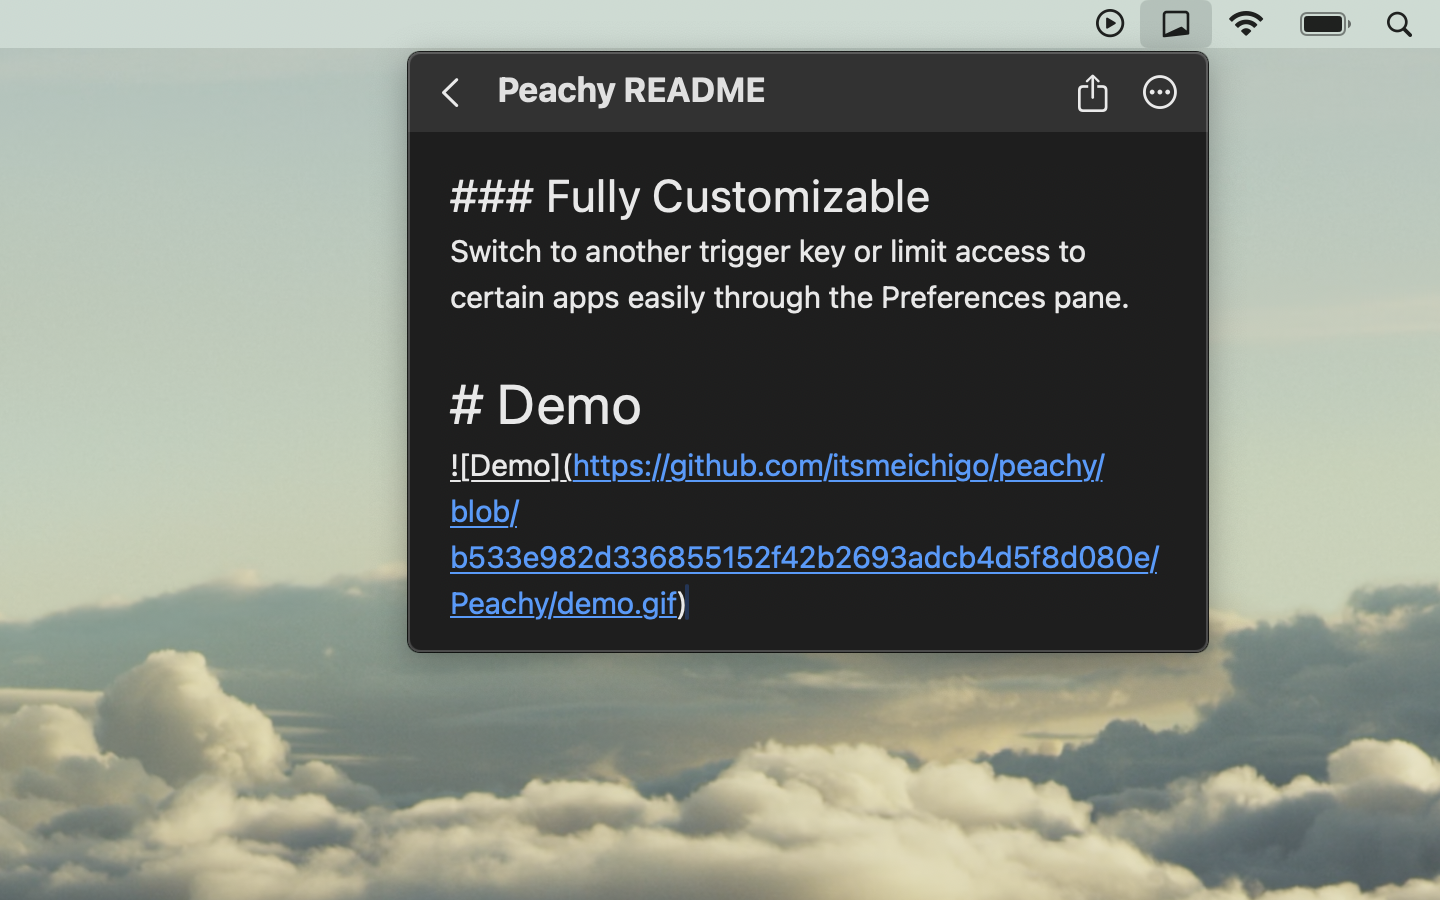 Peachy README
### Fully Customizable
Switch to another trigger key or limit access to
certain apps easily through the Preferences pane.
# Demo
![Demo](https://github.com/itsmeichigo/peachy/
blob/
b533e982d336855152f42b2693adcb4d5f8d080e/
Peachy/demo.gif)